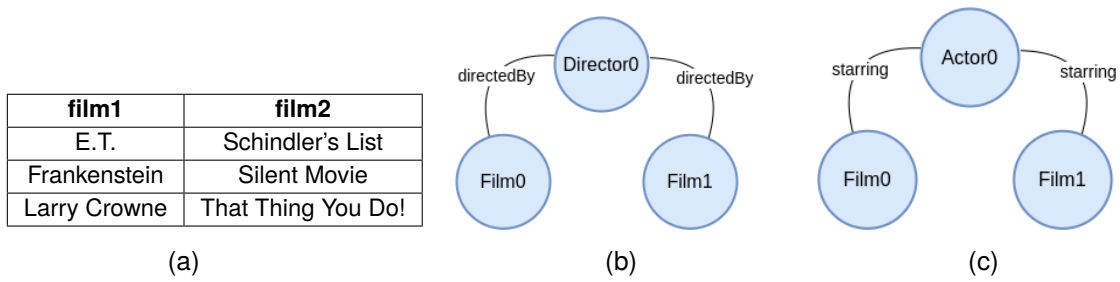 film1 film2
E.T. Schindler's List
Frankenstein Silent Movie
Larry Crowne That Thing You Do!
(a)
Director0
directedBy directedBy
Film0 Film1
(b)
Actor0
starring starring
Film0 Film1
(c)